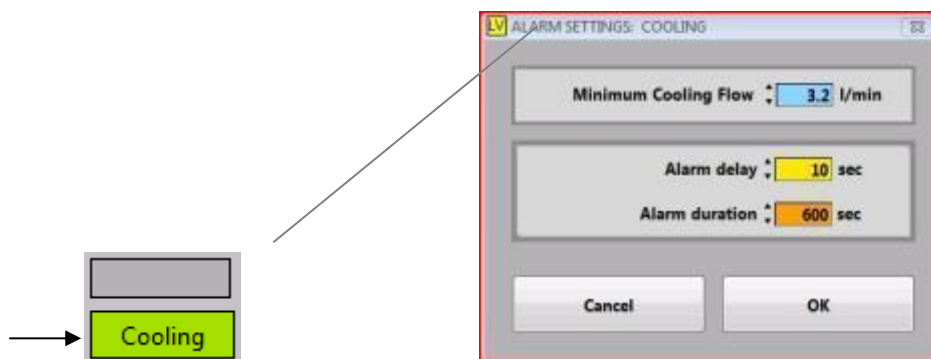 LV ALARM SETTINGS: COOLING
Minimum Cooling Flow 3.2 l/min
Alarm delay 10 sec
Alarm duration 600 sec
Cancel OK
Cooling